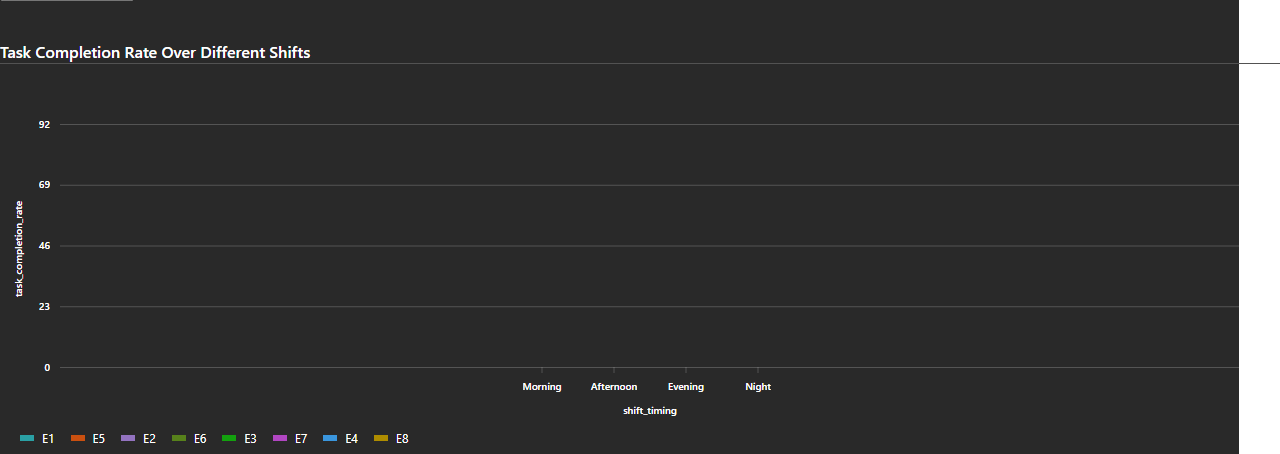 Task Completion Rate Over Different Shifts
92
69
46
23
0
task_completion_rate
Morning Afternoon Evening Night
shift_timing
E1 E5 E2 E6 E3 E7 E4 E8